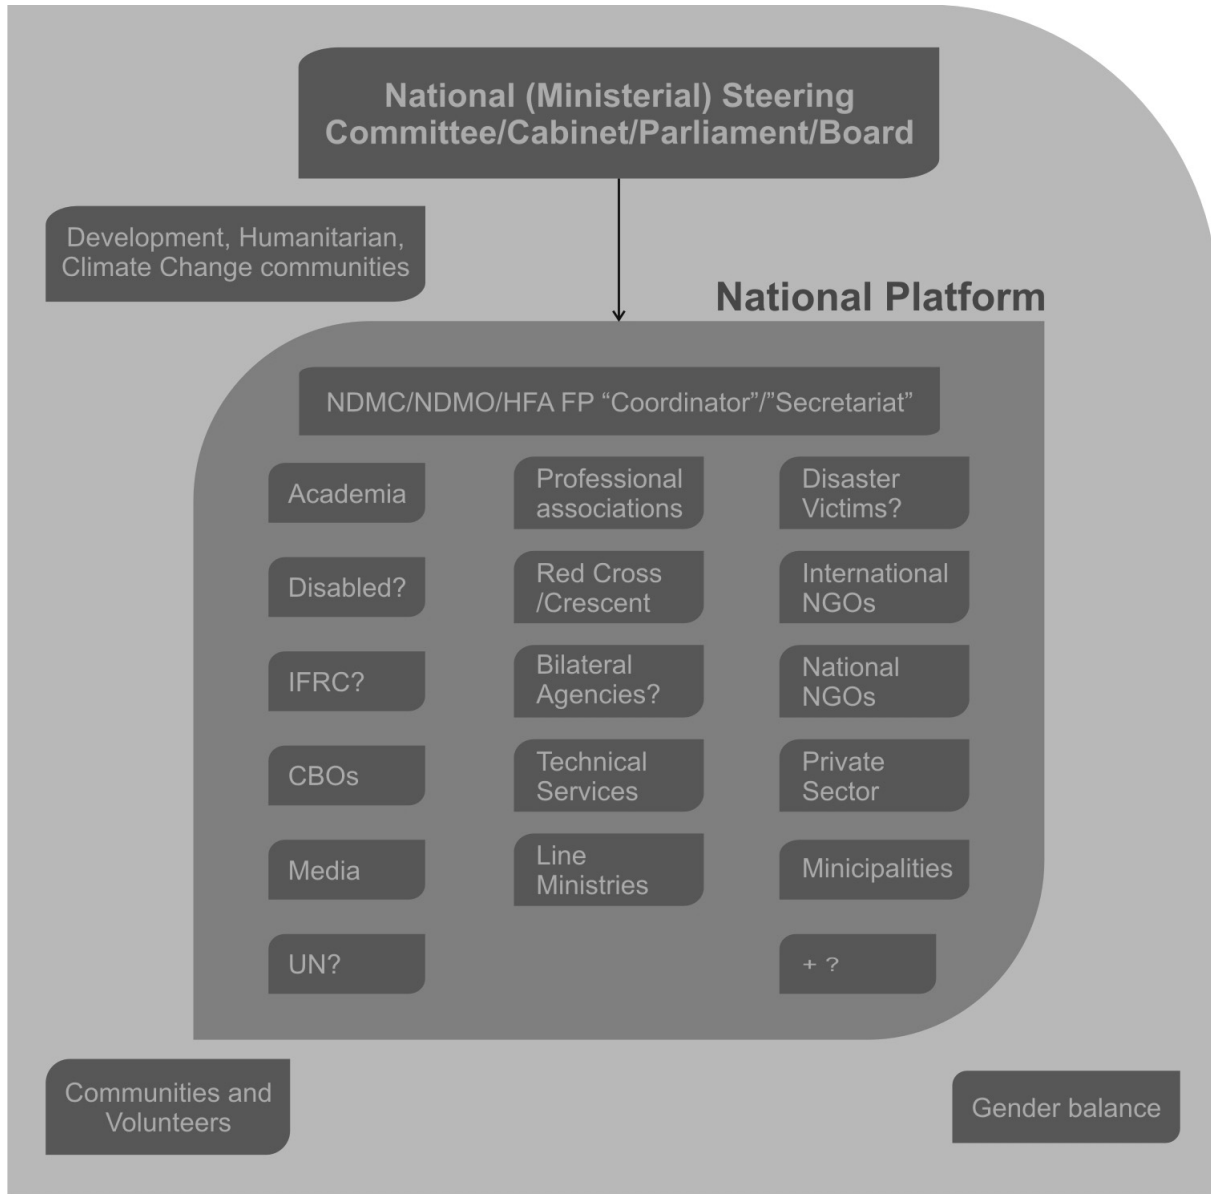 National (Ministerial) Steering
Committee/Cabinet/Parliament/Board
Development, Humanitarian,
Climate Change communities
National Platform
NDMC/NDMO/HFA FP “Coordinator”/”Secretariat”
Academia
Professional
associations
Disaster
Victims?
Disabled?
Red Cross
/Crescent
International
NGOs
IFRC?
Bilateral
Agencies?
National
NGOs
CBOs
Technical
Services
Private
Sector
Media
Line
Ministries
Minicipalities
UN?
+ ?
Communities and
Volunteers
Gender balance